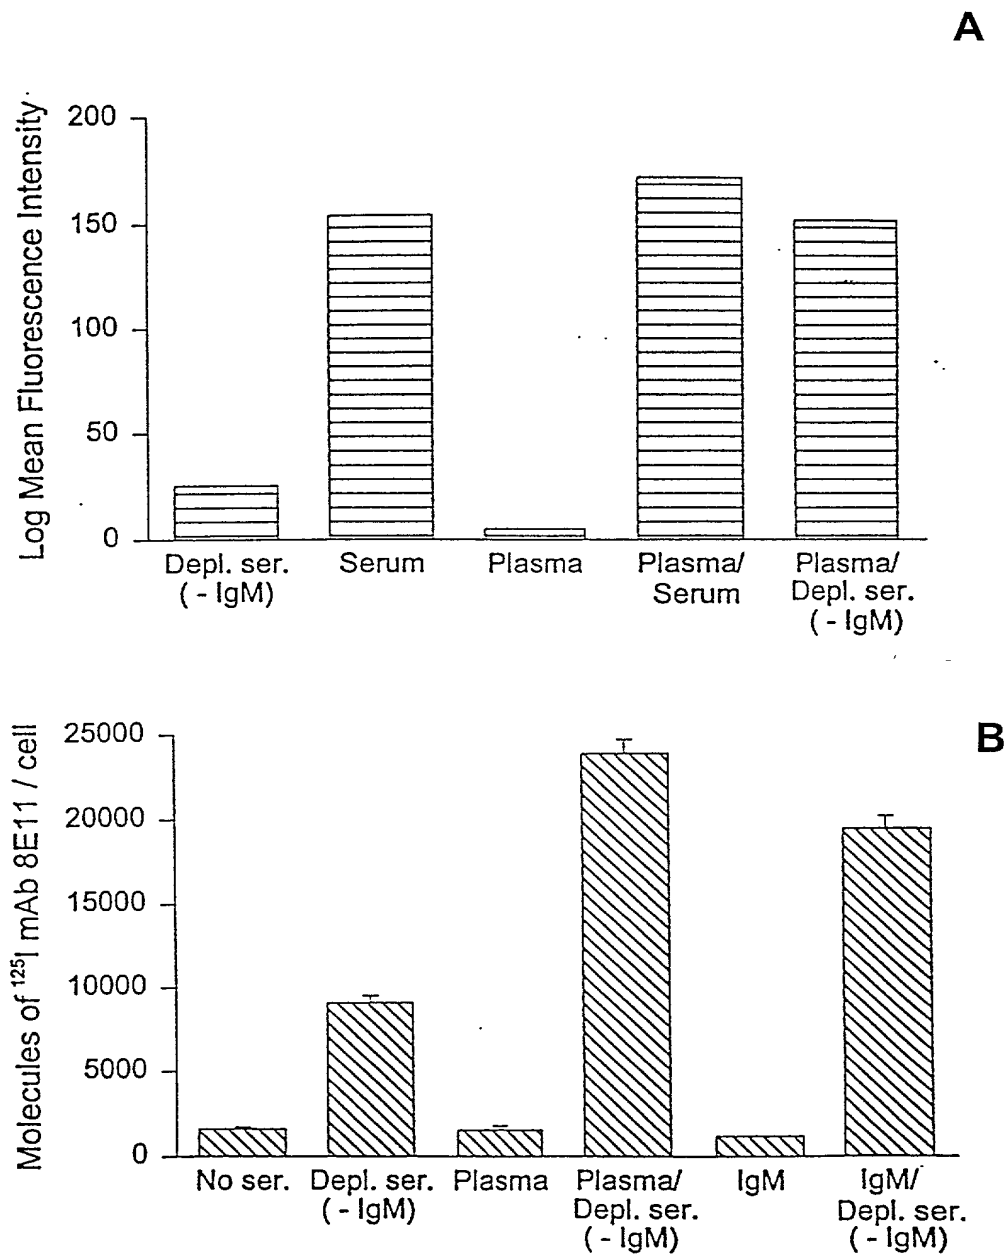 A
Log Mean Fluorescence Intensity
200
150
100
50
0
Depl. ser.
( - IgM)
Serum
Plasma
Plasma/
Serum
Plasma/
Depl. ser.
( - IgM)
B
Molecules of ¹²⁵I mAb 8E11 / cell
25000
20000
15000
10000
5000
0
No ser.
Depl. ser.
( - IgM)
Plasma
Plasma/
Depl. ser.
( - IgM)
IgM
IgM/
Depl. ser.
( - IgM)